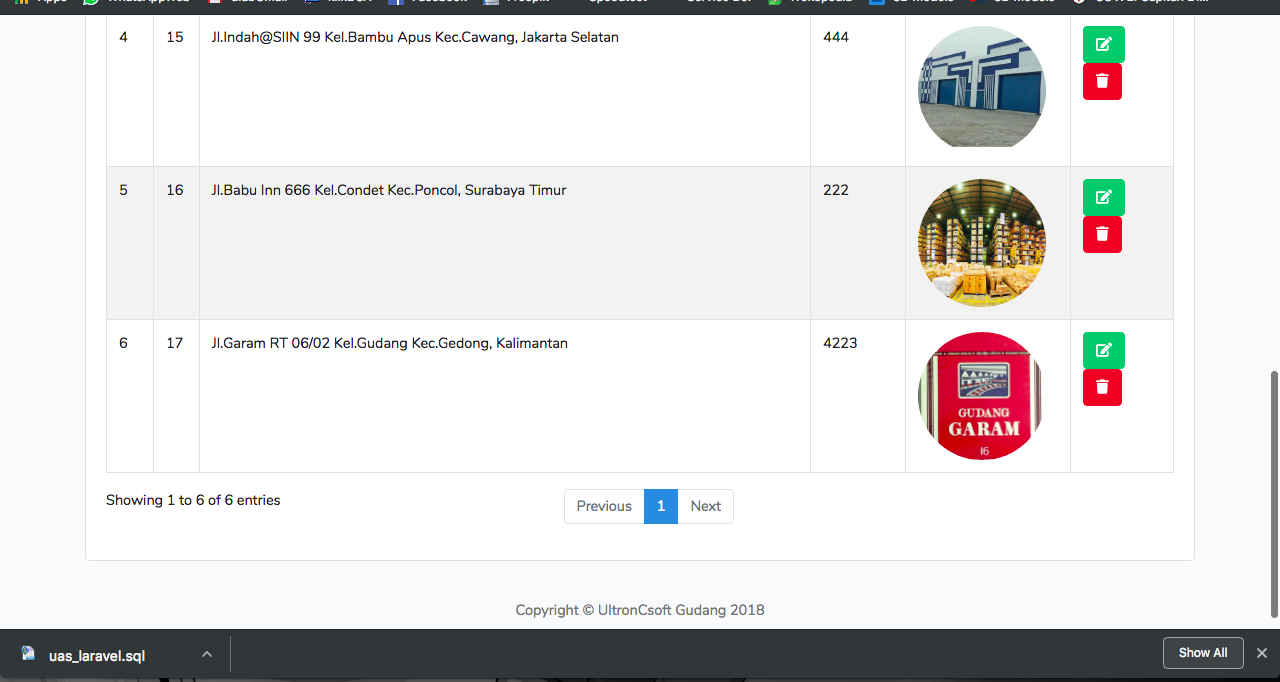 4 15 Jl.Indah@SIIN 99 Kel.Bambu Apus Kec.Cawang, Jakarta Selatan 444
5 16 Jl.Babu Inn 666 Kel.Condet Kec.Poncol, Surabaya Timur 222
6 17 Jl.Garam RT 06/02 Kel.Gudang Kec.Gedong, Kalimantan 4223
GUDANG
GARAM
16
Showing 1 to 6 of 6 entries
Previous 1 Next
Copyright © UltronCsoft Gudang 2018
uas_laravel.sql
Show All